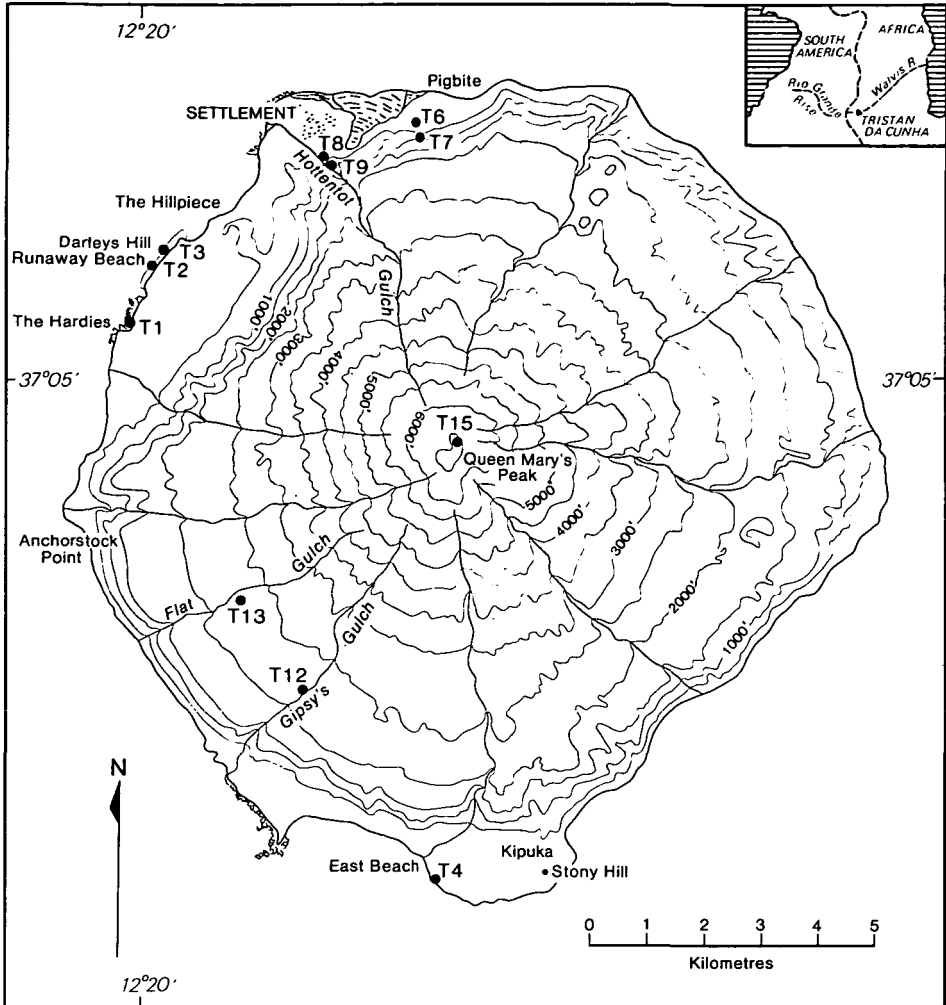 12°20'
SOUTH
AMERICA
AFRICA
Rio Grande
Rise
Walvis R
TRISTAN
DA CUNHA
Pigbite
SETTLEMENT
T6
T7
T8
T9
Hottentot
Gulch
The Hillpiece
Darleys Hill
T3
Runaway Beach
T2
The Hardies
T1
1000'
2000'
3000'
4000'
5000'
6000'
37°05'
37°05'
T15
Queen Mary's
Peak
5000'
4000'
3000'
2000'
1000'
Anchorstock
Point
Flat
Gulch
T13
Gipsy's
Gulch
T12
N
East Beach
T4
Kipuka
Stony Hill
0 1 2 3 4 5
Kilometres
12°20'